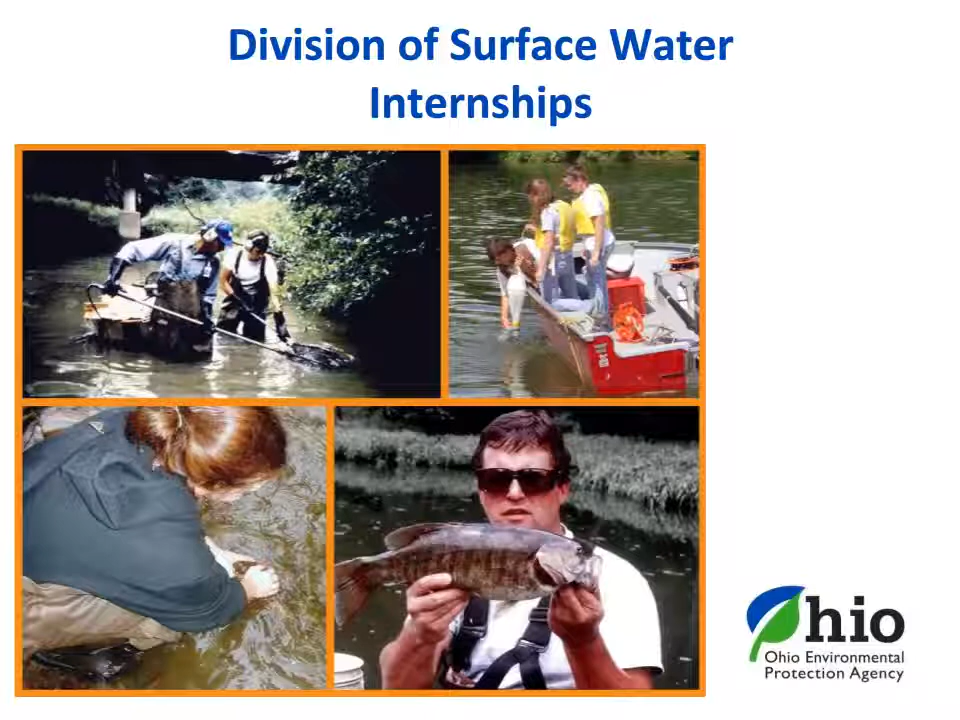 Division of Surface Water
Internships
Ohio
Ohio Environmental
Protection Agency